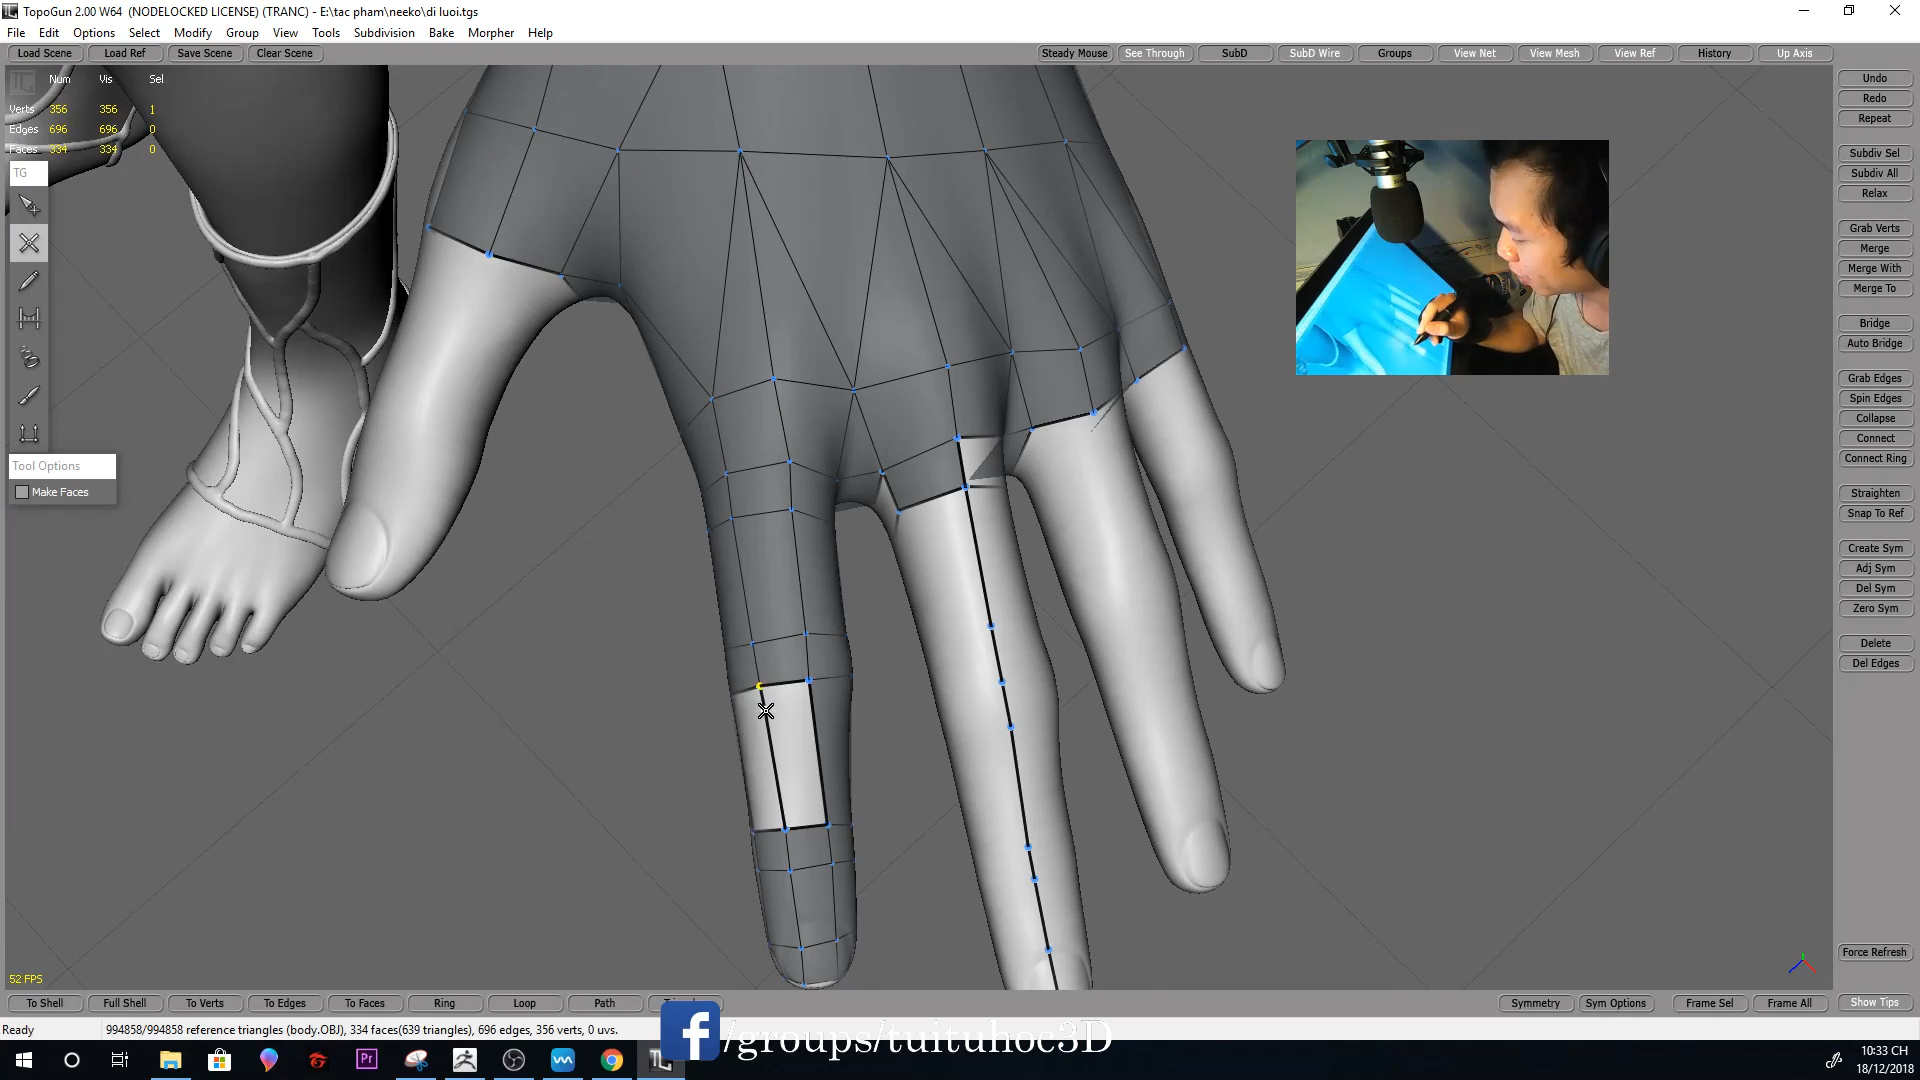 TopoGun 2.00 W64 (NODELOCKED LICENSE) (TRANC) - E:\tac pham\neeko\di luoi.tgs
File Edit Options Select Modify Group View Tools Subdivision Bake Morpher Help
Load Scene Load Ref Save Scene Clear Scene Steady Mouse See Through SubD SubD Wire Groups View Net View Mesh View Ref History Up Axis
Num Vis Sel
Verts 356 356 1
Edges 696 696 0
Faces 334 334 0
TG
Tool Options
Make Faces
Undo
Redo
Repeat
Subdiv Sel
Subdiv All
Relax
Grab Verts
Merge
Merge With
Merge To
Bridge
Auto Bridge
Grab Edges
Spin Edges
Collapse
Connect
Connect Ring
Straighten
Snap To Ref
Create Sym
Adj Sym
Del Sym
Zero Sym
Delete
Del Edges
Force Refresh
52 FPS
To Shell Full Shell To Verts To Edges To Faces Ring Loop Path Symmetry Sym Options Frame Sel Frame All Show Tips
Ready 994858/994858 reference triangles (body.OBJ), 334 faces(639 triangles), 696 edges, 356 verts, 0 uvs.
f /groups/tuituhoc3D
Pr
10:33 CH
18/12/2018